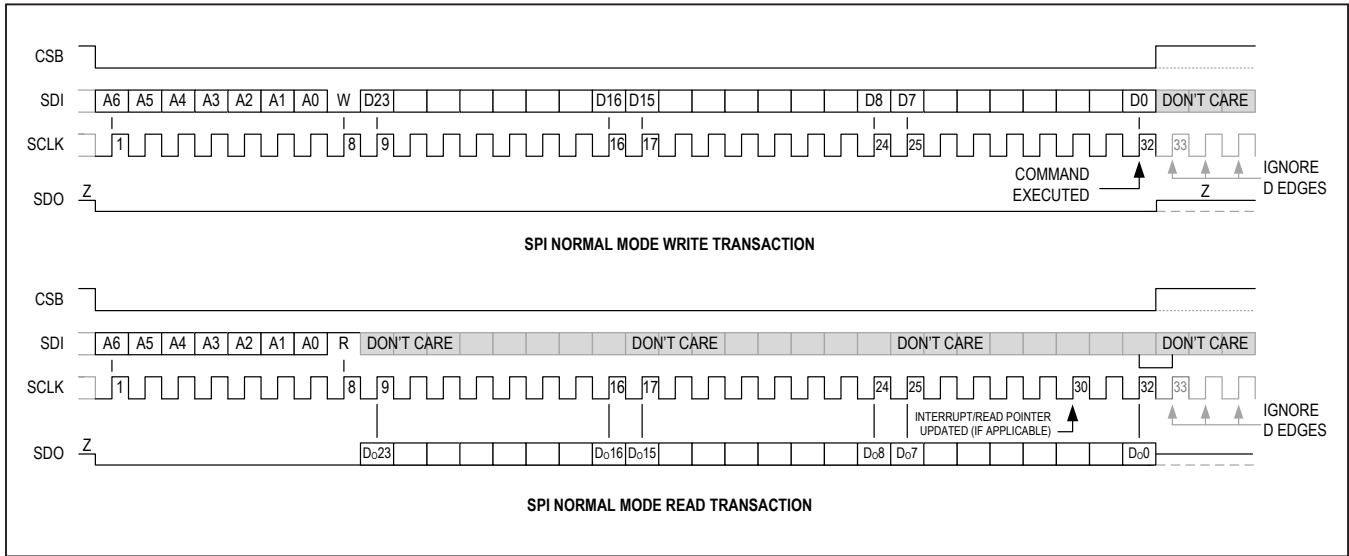 CSB
SDI A6 A5 A4 A3 A2 A1 A0 W D23 D16 D15 D8 D7 D0 DON'T CARE
SCLK 1 8 9 16 17 24 25 32 33
COMMAND
EXECUTED
IGNORE
D EDGES
SDO Z Z
SPI NORMAL MODE WRITE TRANSACTION
CSB
SDI A6 A5 A4 A3 A2 A1 A0 R DON'T CARE DON'T CARE DON'T CARE DON'T CARE
SCLK 1 8 9 16 17 24 25 30 32 33
INTERRUPT/READ POINTER
UPDATED (IF APPLICABLE)
IGNORE
D EDGES
SDO Z Do23 Do16 Do15 Do8 Do7 Do0
SPI NORMAL MODE READ TRANSACTION